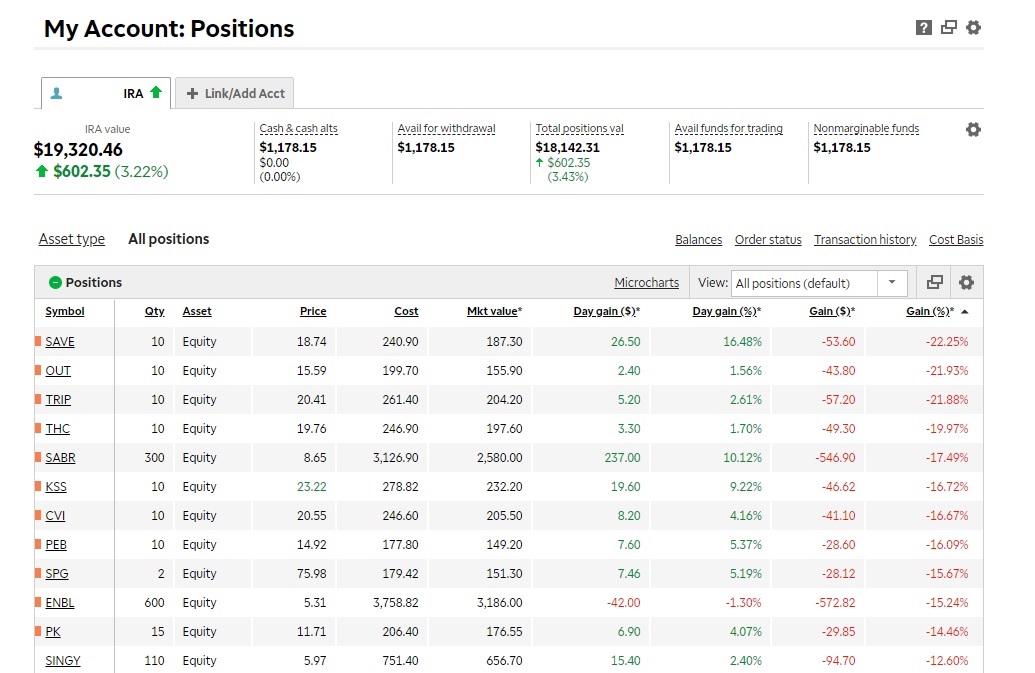 My Account: Positions
?
IRA
Link/Add Acct
IRA value
$19,320.46
$602.35 (3.22%)
Cash & cash alts
$1,178.15
$0.00
(0.00%)
Avail for withdrawal
$1,178.15
Total positions val
$18,142.31
$602.35
(3.43%)
Avail funds for trading
$1,178.15
Nonmarginable funds
$1,178.15
Asset type All positions Balances Order status Transaction history Cost Basis
Positions Microcharts View: All positions (default)
Symbol Qty Asset Price Cost Mkt value* Day gain ($)* Day gain (%)* Gain ($)* Gain (%)*
SAVE 10 Equity 18.74 240.90 187.30 26.50 16.48% -53.60 -22.25%
OUT 10 Equity 15.59 199.70 155.90 2.40 1.56% -43.80 -21.93%
TRIP 10 Equity 20.41 261.40 204.20 5.20 2.61% -57.20 -21.88%
THC 10 Equity 19.76 246.90 197.60 3.30 1.70% -49.30 -19.97%
SABR 300 Equity 8.65 3,126.90 2,580.00 237.00 10.12% -546.90 -17.49%
KSS 10 Equity 23.22 278.82 232.20 19.60 9.22% -46.62 -16.72%
CVI 10 Equity 20.55 246.60 205.50 8.20 4.16% -41.10 -16.67%
PEB 10 Equity 14.92 177.80 149.20 7.60 5.37% -28.60 -16.09%
SPG 2 Equity 75.98 179.42 151.30 7.46 5.19% -28.12 -15.67%
ENBL 600 Equity 5.31 3,758.82 3,186.00 -42.00 -1.30% -572.82 -15.24%
PK 15 Equity 11.71 206.40 176.55 6.90 4.07% -29.85 -14.46%
SINGY 110 Equity 5.97 751.40 656.70 15.40 2.40% -94.70 -12.60%